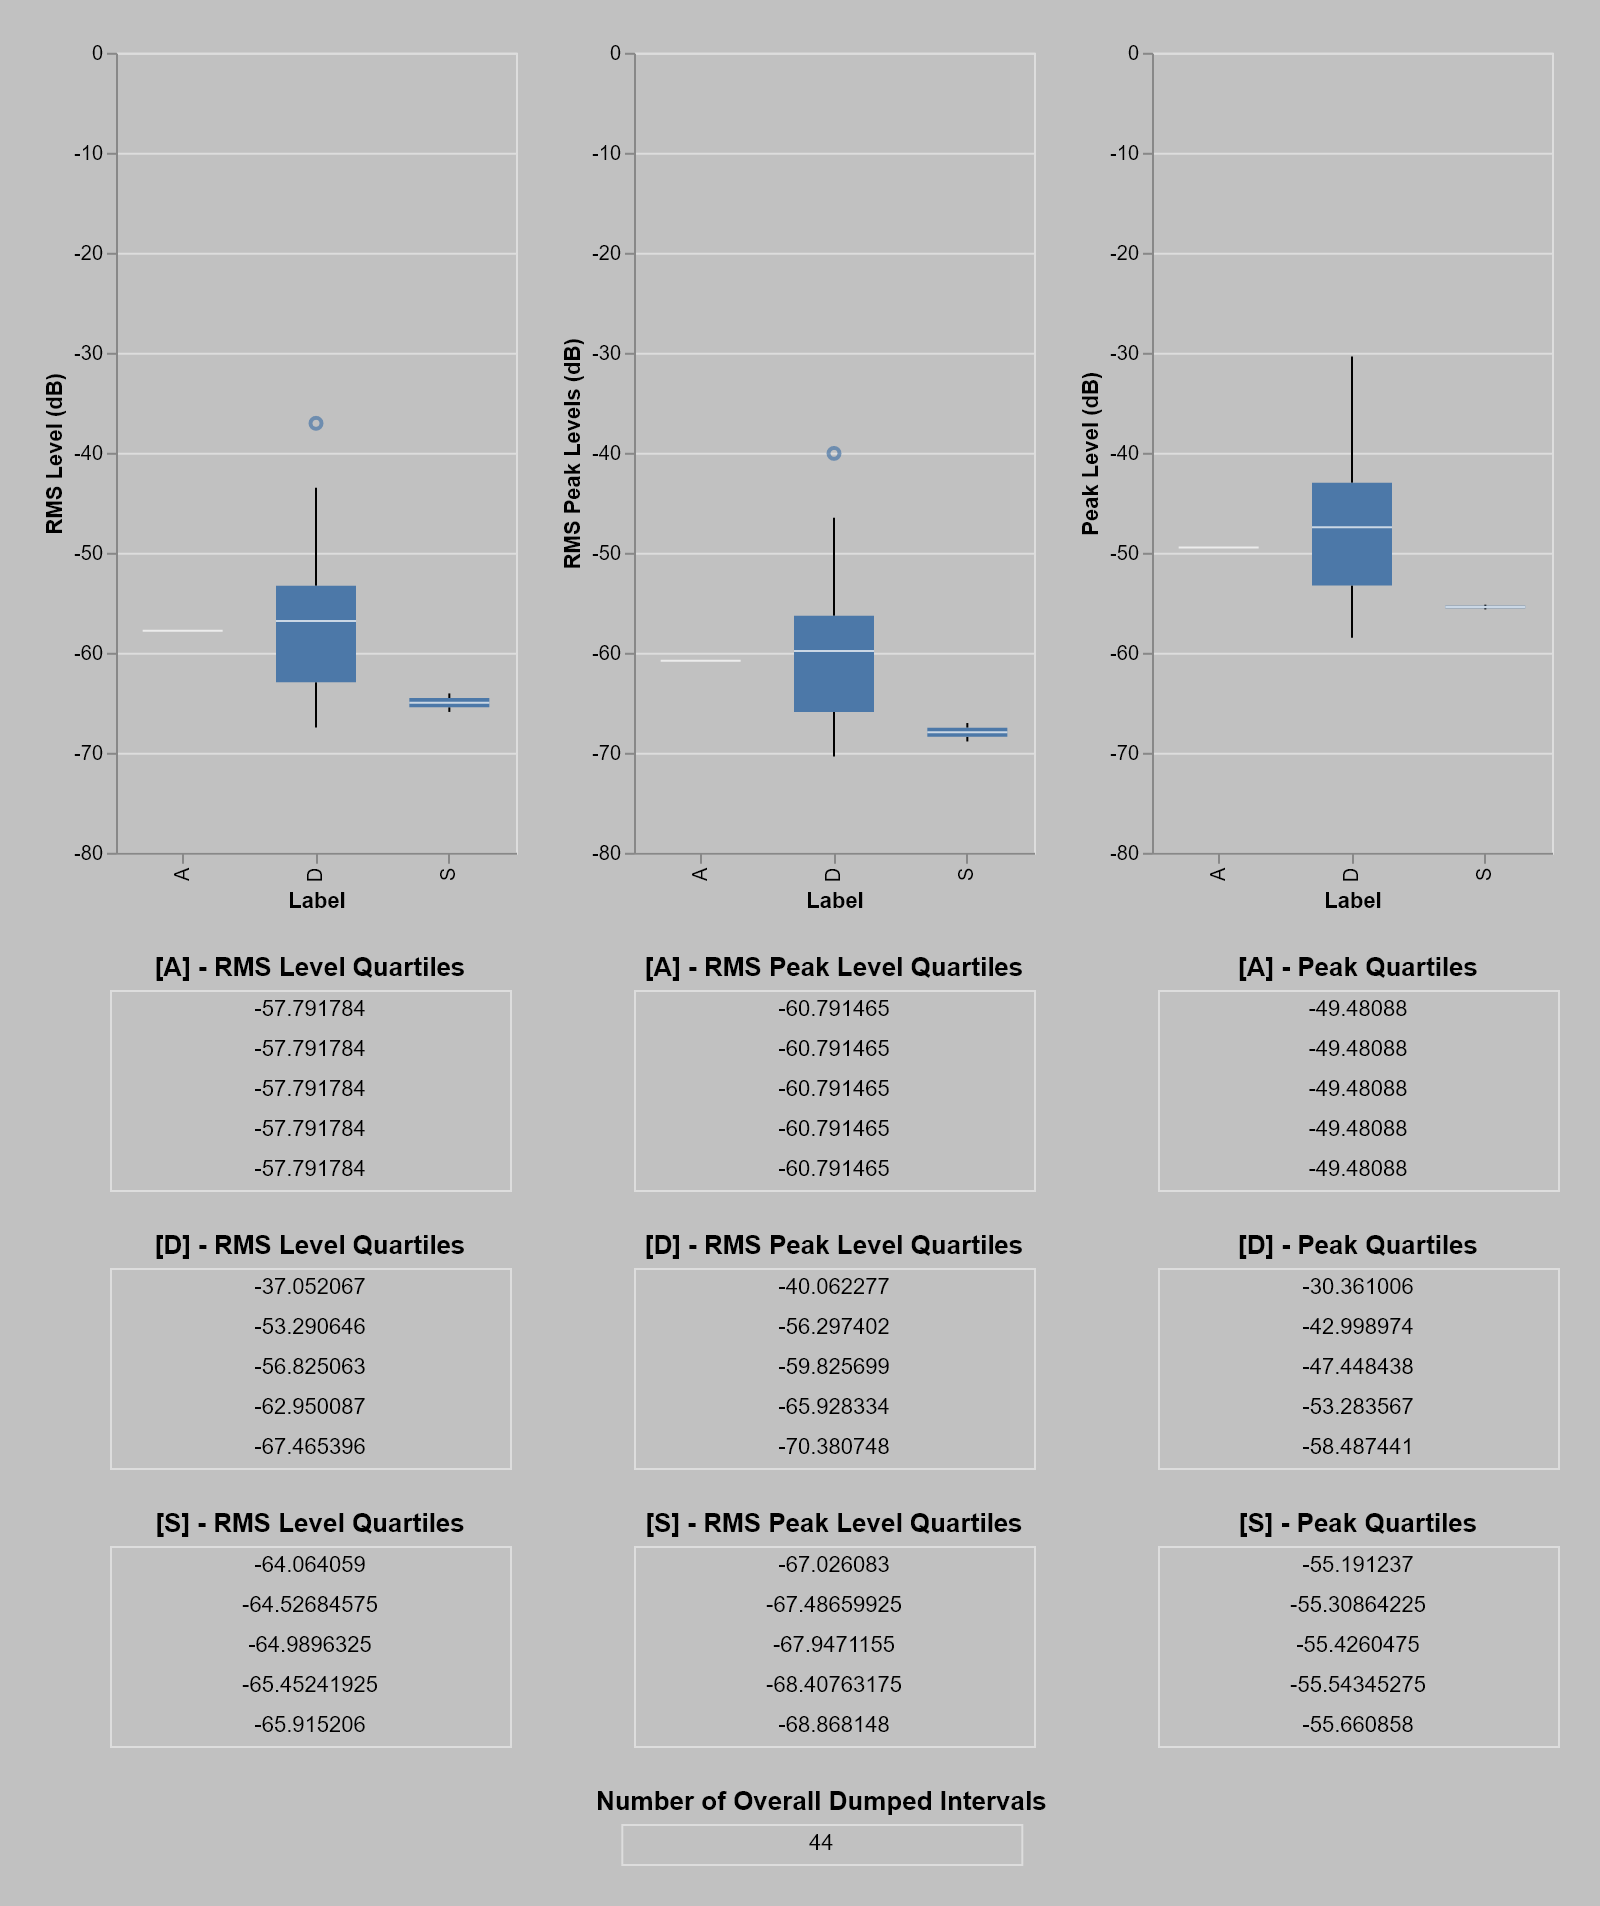 0
-10
-20
-30
-40
-50
-60
-70
-80
RMS Level (dB)
A
D
S
Label
0
-10
-20
-30
-40
-50
-60
-70
-80
RMS Peak Levels (dB)
A
D
S
Label
0
-10
-20
-30
-40
-50
-60
-70
-80
Peak Level (dB)
A
D
S
Label
[A] - RMS Level Quartiles
-57.791784
-57.791784
-57.791784
-57.791784
-57.791784
[A] - RMS Peak Level Quartiles
-60.791465
-60.791465
-60.791465
-60.791465
-60.791465
[A] - Peak Quartiles
-49.48088
-49.48088
-49.48088
-49.48088
-49.48088
[D] - RMS Level Quartiles
-37.052067
-53.290646
-56.825063
-62.950087
-67.465396
[D] - RMS Peak Level Quartiles
-40.062277
-56.297402
-59.825699
-65.928334
-70.380748
[D] - Peak Quartiles
-30.361006
-42.998974
-47.448438
-53.283567
-58.487441
[S] - RMS Level Quartiles
-64.064059
-64.52684575
-64.9896325
-65.45241925
-65.915206
[S] - RMS Peak Level Quartiles
-67.026083
-67.48659925
-67.9471155
-68.40763175
-68.868148
[S] - Peak Quartiles
-55.191237
-55.30864225
-55.4260475
-55.54345275
-55.660858
Number of Overall Dumped Intervals
44